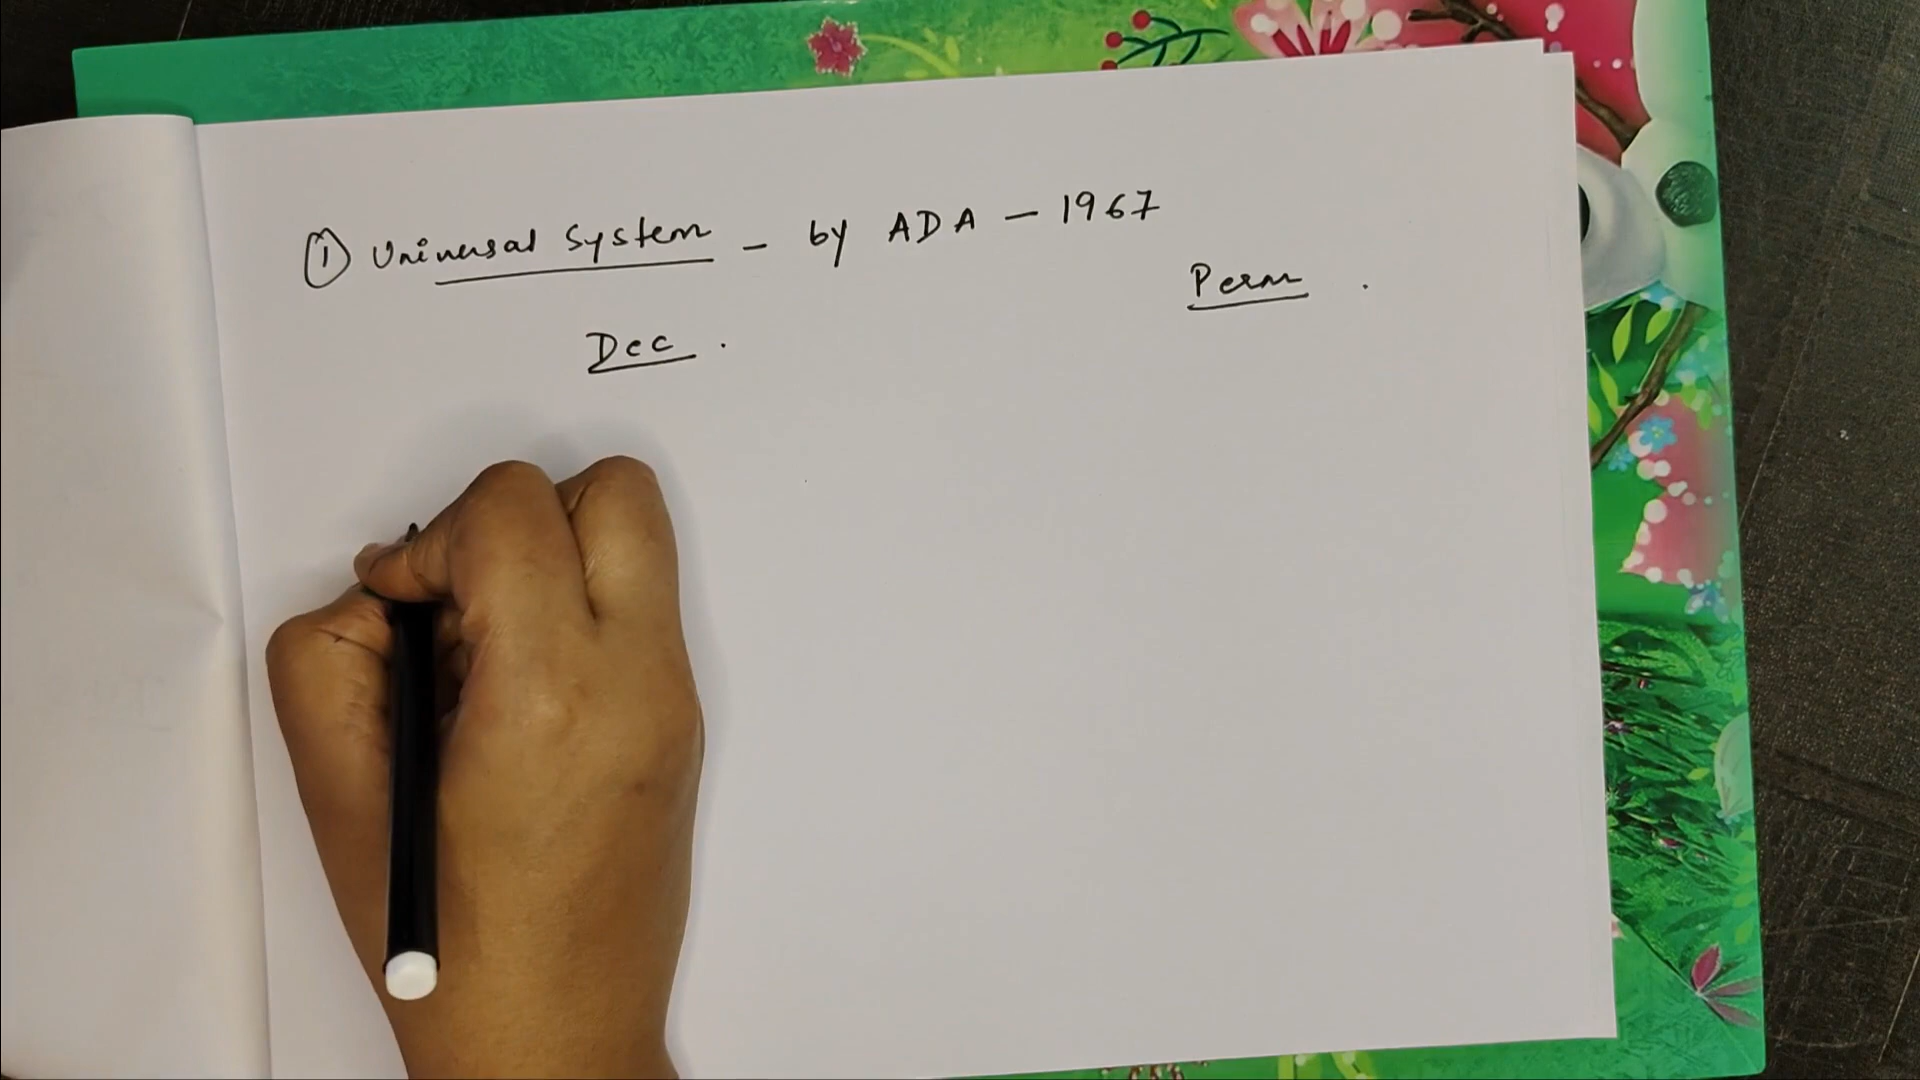 ① Universal System - by ADA - 1967
Perm .
Dec .